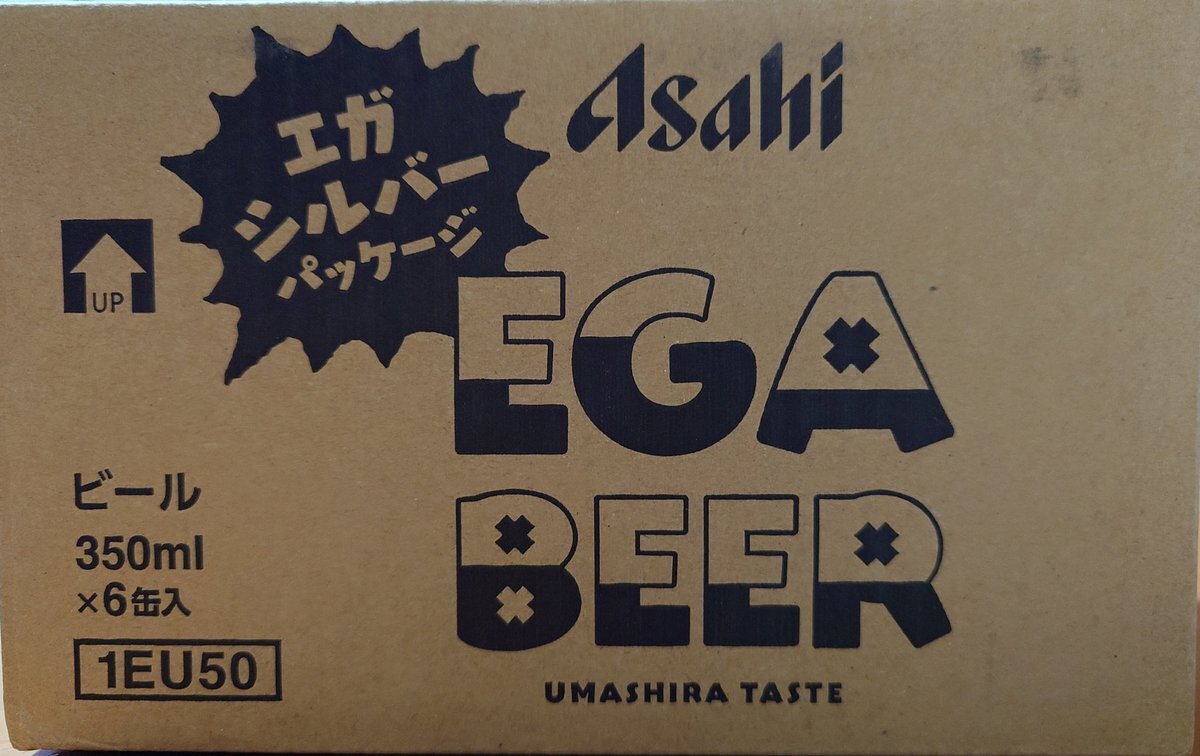 エガ
シルバー
パッケージ
Asahi
UP
EGA
BEER
UMASHIRA TASTE
ビール
350ml
×6缶入
1EU50